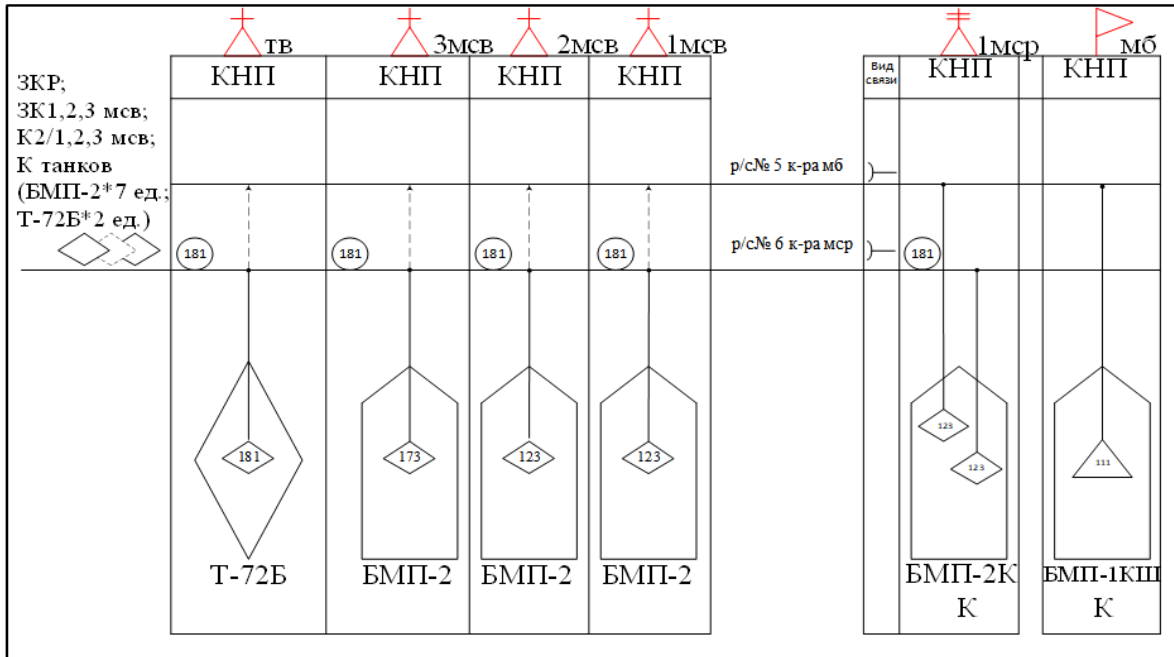 тв
3мсв
2мсв
1мсв
1мср
мб
КНП
КНП
КНП
КНП
Вид
связи
КНП
КНП
ЗКР;
ЗК1,2,3 мсв;
К2/1,2,3 мсв;
К танков
(БМП-2*7 ед.;
Т-72Б*2 ед.)
р/с№ 5 к-ра мб
181
181
181
181
р/с№ 6 к-ра мср
181
181
173
123
123
123
123
111
Т-72Б
БМП-2
БМП-2
БМП-2
БМП-2К
К
БМП-1КШ
К